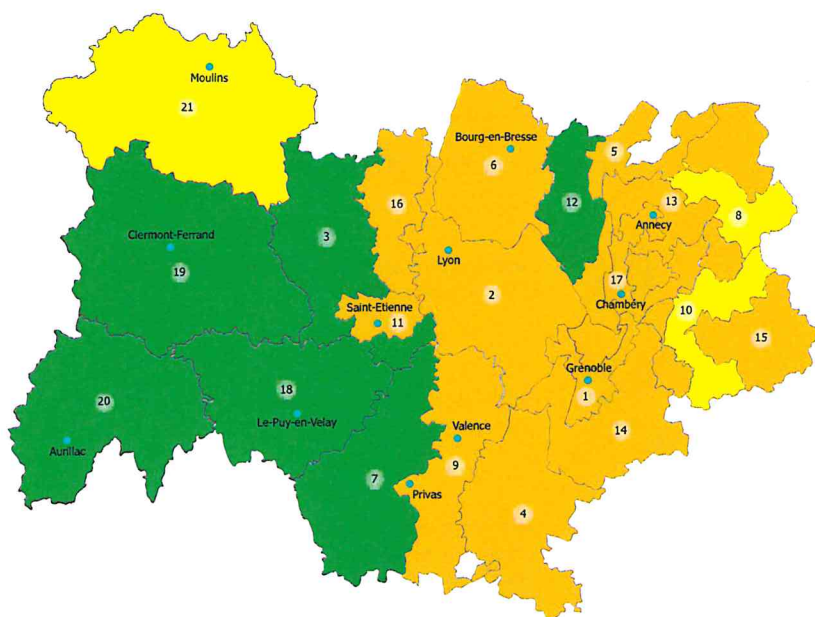 Moulins
21
Bourg-en-Bresse
6
5
16
12
13
Annecy
8
Clermont-Ferrand
19
3
Lyon
2
17
Chambéry
10
15
Saint-Etienne
11
Grenoble
1
18
Le-Puy-en-Velay
20
Aurillac
Valence
9
14
7
Privas
4